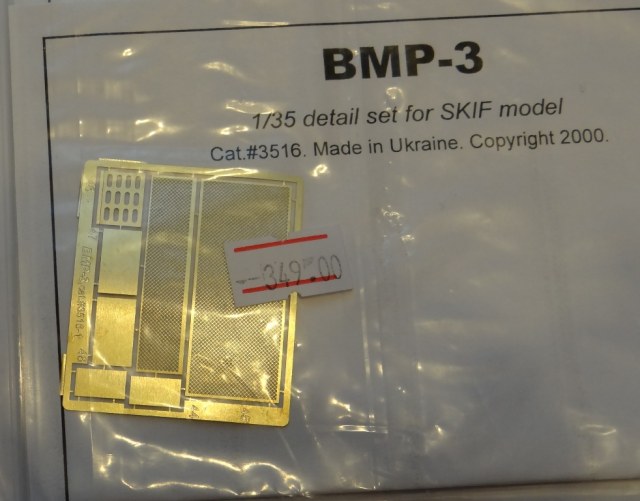 BMP-3
1/35 detail set for SKIF model
Cat.#3516. Made in Ukraine. Copyright 2000.
349.00